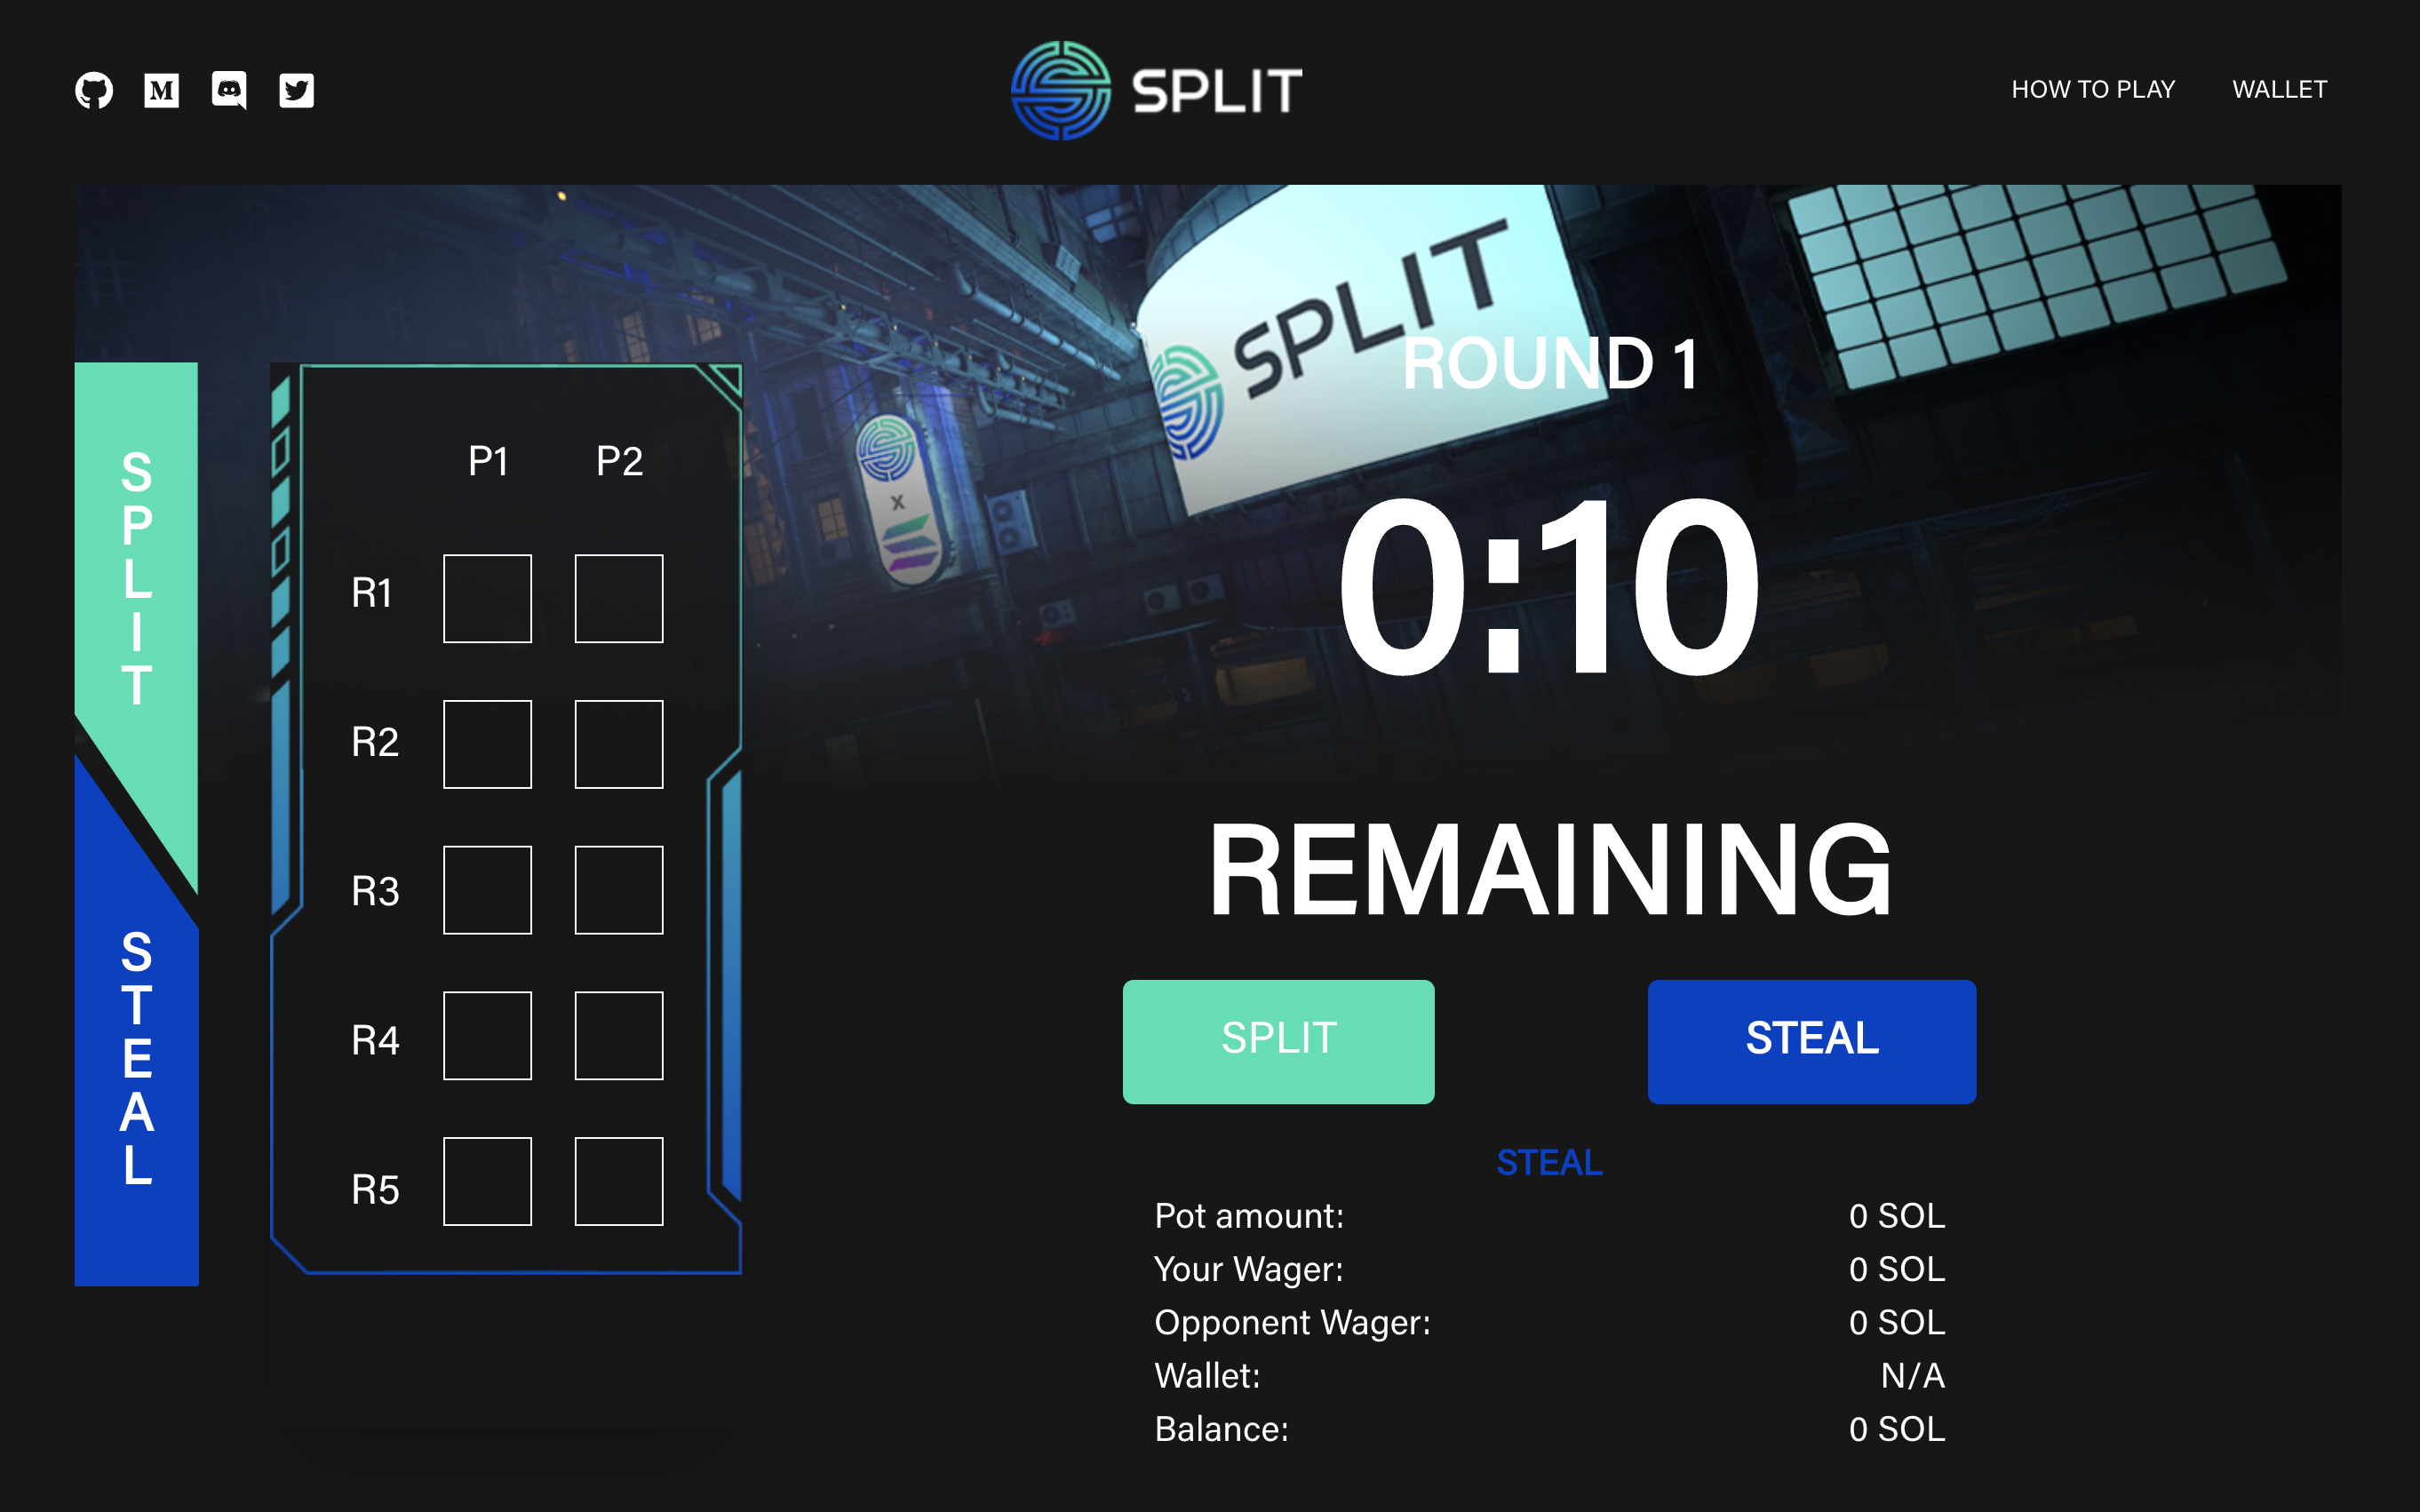 SPLIT
HOW TO PLAY
WALLET
SPLIT
X
ROUND 1
0:10
REMAINING
SPLIT
STEAL
P1 P2
R1
R2
R3
R4
R5
SPLIT
STEAL
STEAL
Pot amount: 0 SOL
Your Wager: 0 SOL
Opponent Wager: 0 SOL
Wallet: N/A
Balance: 0 SOL